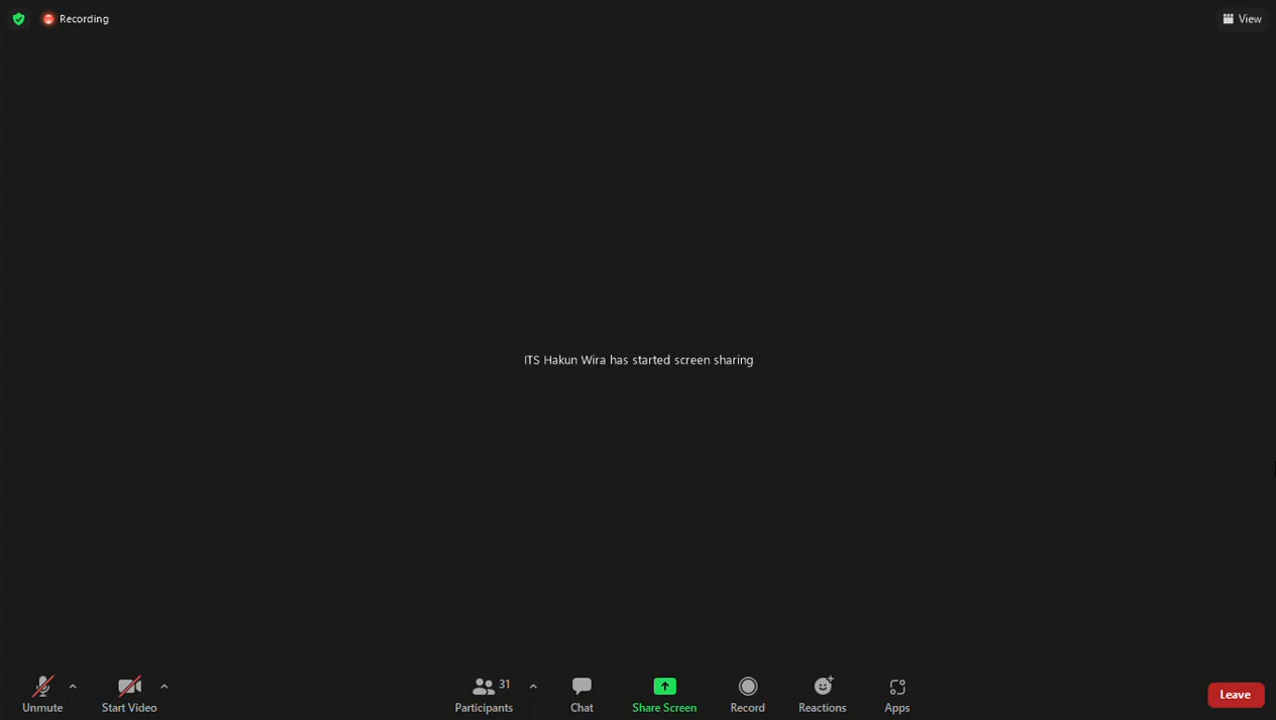 Recording
View
ITS Hakun Wira has started screen sharing
31
Unmute
Start Video
Participants
Chat
Share Screen
Record
Reactions
Apps
Leave